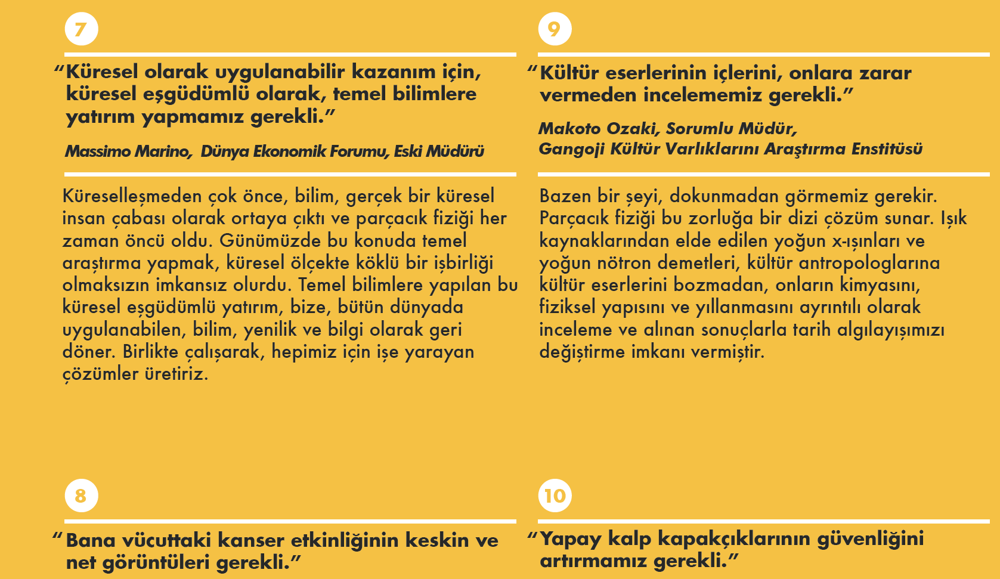 7
“Küresel olarak uygulanabilir kazanım için,
küresel eşgüdümlü olarak, temel bilimlere
yatırım yapmamız gerekli.”
Massimo Marino, Dünya Ekonomik Forumu, Eski Müdürü
Küreselleşmeden çok önce, bilim, gerçek bir küresel
insan çabası olarak ortaya çıktı ve parçacık fiziği her
zaman öncü oldu. Günümüzde bu konuda temel
araştırma yapmak, küresel ölçekte köklü bir işbirliği
olmaksızın imkansız olurdu. Temel bilimlere yapılan bu
küresel eşgüdümlü yatırım, bize, bütün dünyada
uygulanabilen, bilim, yenilik ve bilgi olarak geri
döner. Birlikte çalışarak, hepimiz için işe yarayan
çözümler üretiriz.
8
“Bana vücuttaki kanser etkinliğinin keskin ve
net görüntüleri gerekli.”
9
“Kültür eserlerinin içlerini, onlara zarar
vermeden incelememiz gerekli.”
Makoto Ozaki, Sorumlu Müdür,
Gangoji Kültür Varlıklarını Araştırma Enstitüsü
Bazen bir şeyi, dokunmadan görmemiz gerekir.
Parçacık fiziği bu zorluğa bir dizi çözüm sunar. Işık
kaynaklarından elde edilen yoğun x-ışınları ve
yoğun nötron demetleri, kültür antropologlarına
kültür eserlerini bozmadan, onların kimyasını,
fiziksel yapısını ve yıllanmasını ayrıntılı olarak
inceleme ve alınan sonuçlarla tarih algılayışımızı
değiştirme imkanı vermiştir.
10
“Yapay kalp kapakçıklarının güvenliğini
artırmamız gerekli.”